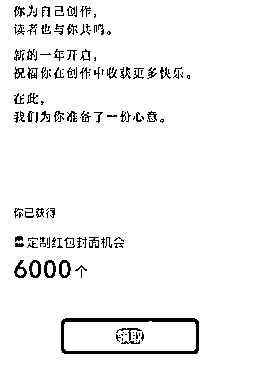 你为自己创作，
读者也与你共鸣。
新的一年开启，
祝福你在创作中收获更多快乐。
在此，
我们为你准备了一份心意。
你已获得
定制红包封面机会
6000个
领取